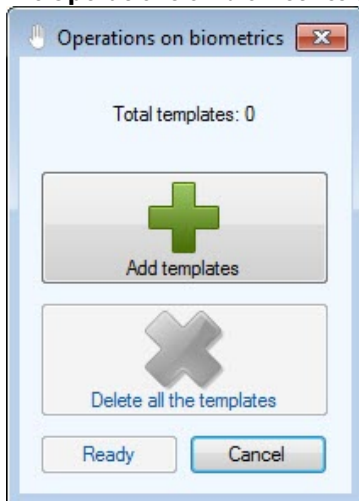 Operations on biometrics
Total templates: 0
Add templates
Delete all the templates
Ready
Cancel